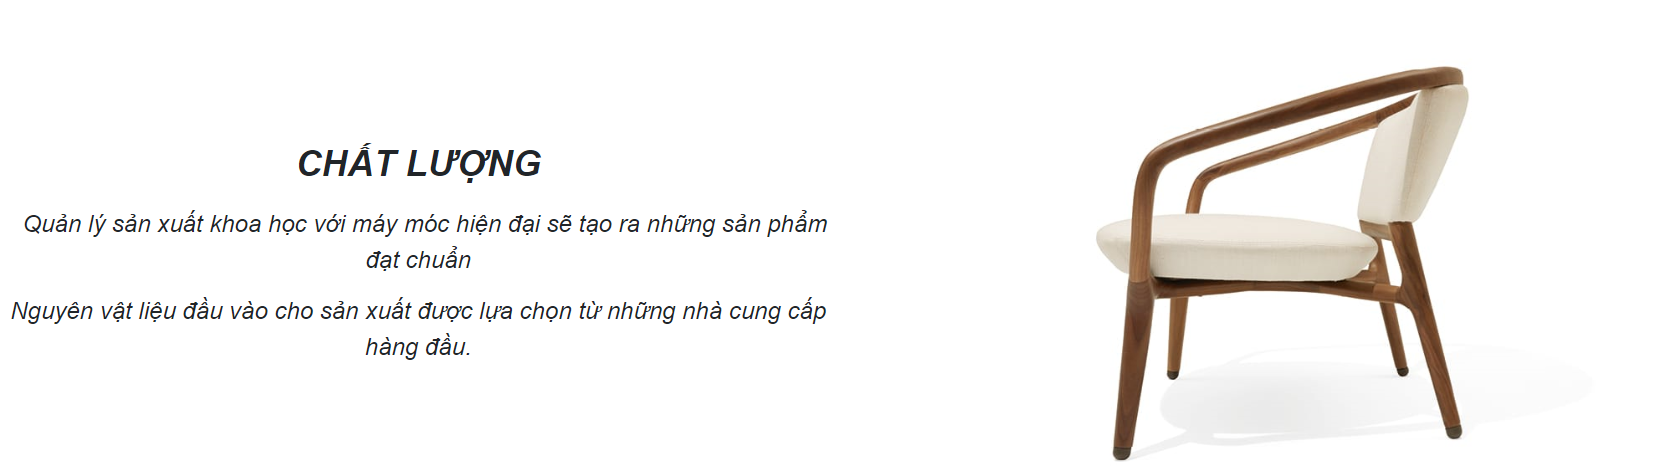 CHẤT LƯỢNG
Quản lý sản xuất khoa học với máy móc hiện đại sẽ tạo ra những sản phẩm
đạt chuẩn
Nguyên vật liệu đầu vào cho sản xuất được lựa chọn từ những nhà cung cấp
hàng đầu.